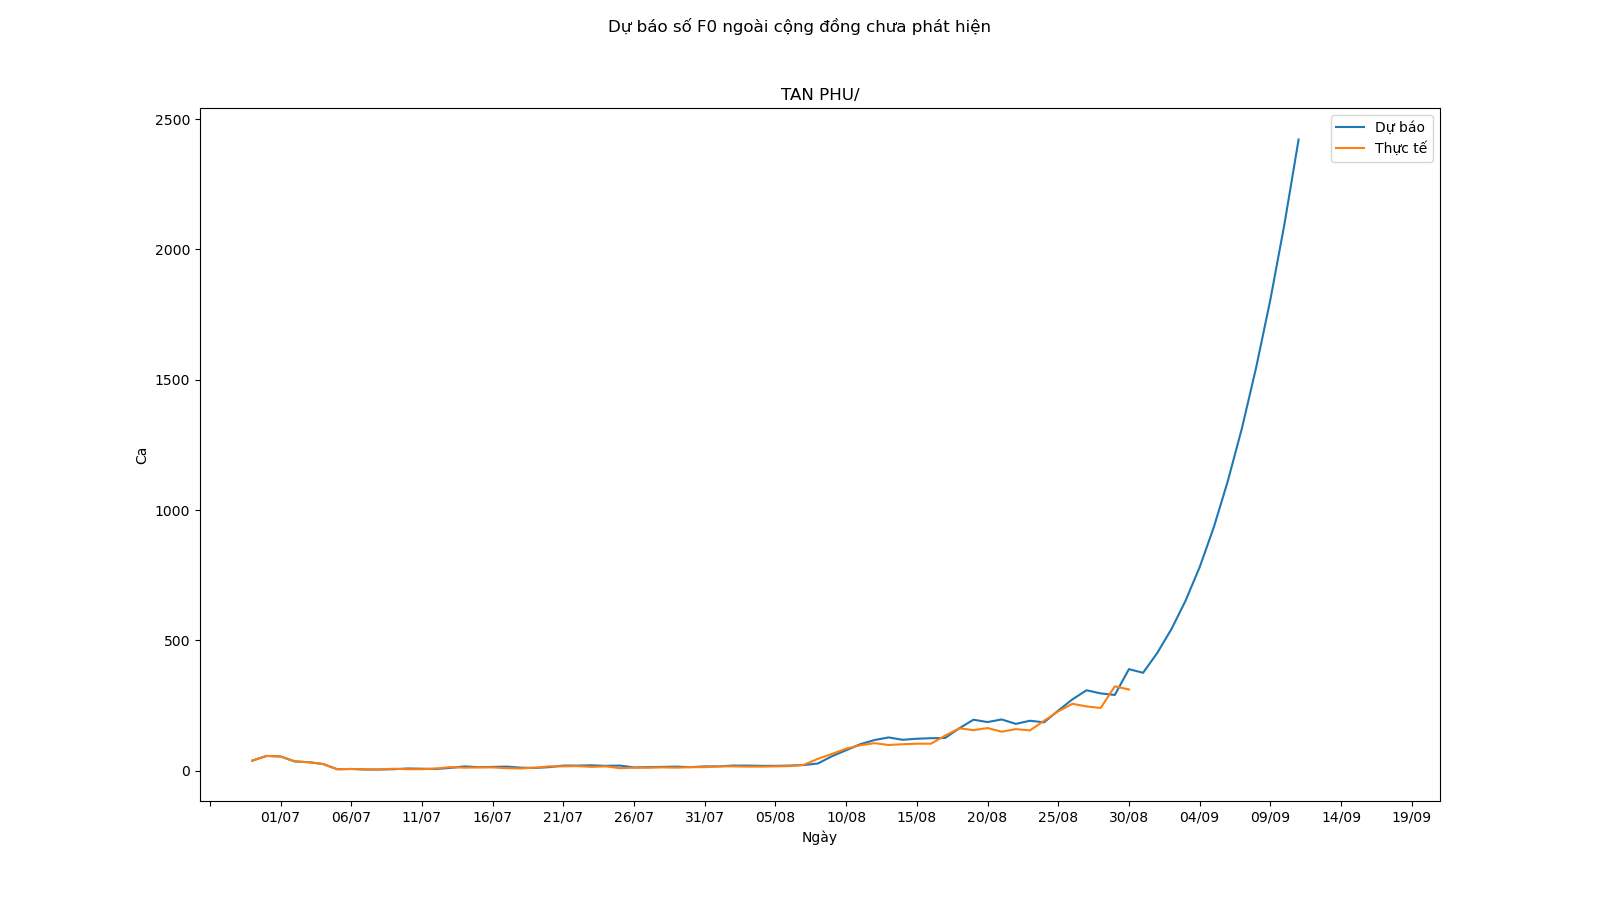 Dự báo số F0 ngoài cộng đồng chưa phát hiện
TAN PHU/
Dự báo
Thực tế
2500
2000
1500
1000
500
0
Ca
01/07 06/07 11/07 16/07 21/07 26/07 31/07 05/08 10/08 15/08 20/08 25/08 30/08 04/09 09/09 14/09 19/09
Ngày